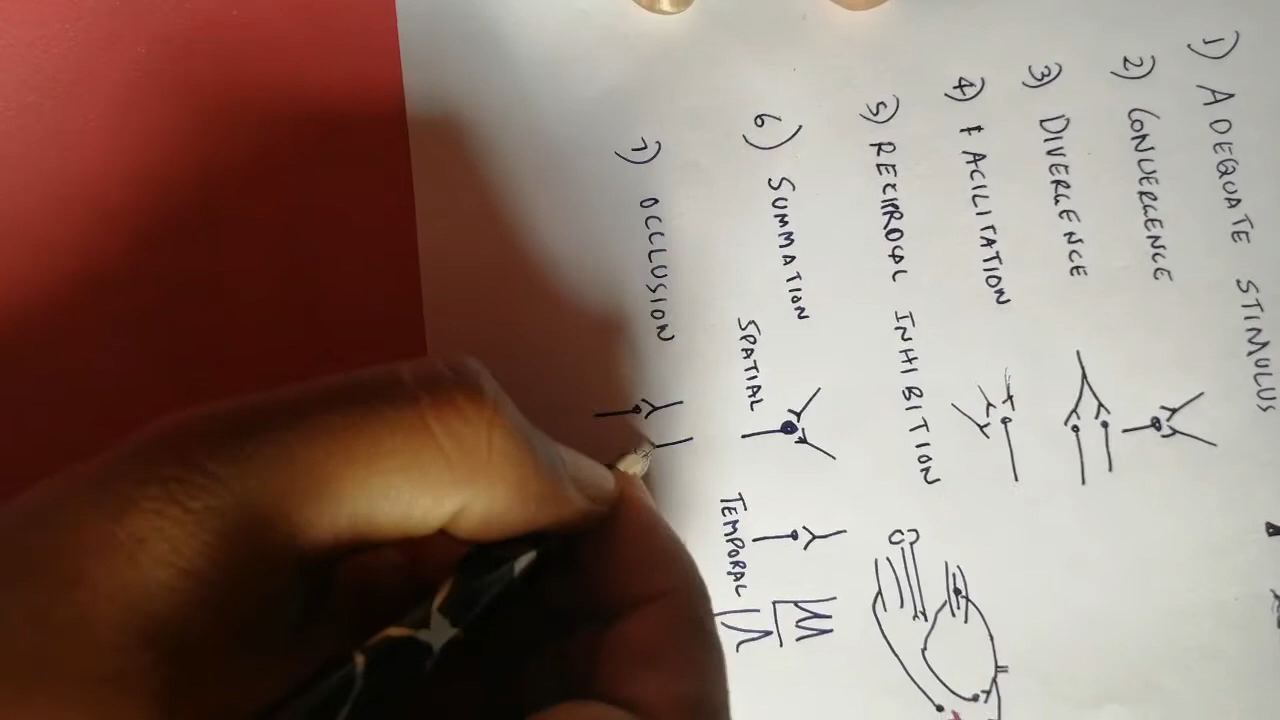 1) ADEQUATE STIMULUS
2) CONVERGENCE
3) DIVERGENCE
4) FACILITATION
5) RECIPROCAL INHIBITION
6) SUMMATION
SPATIAL
TEMPORAL
7) OCCLUSION